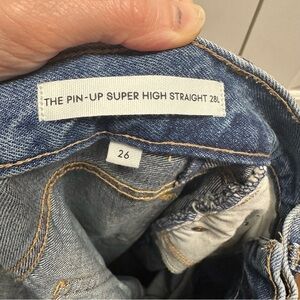 THE PIN-UP SUPER HIGH STRAIGHT 28L
26